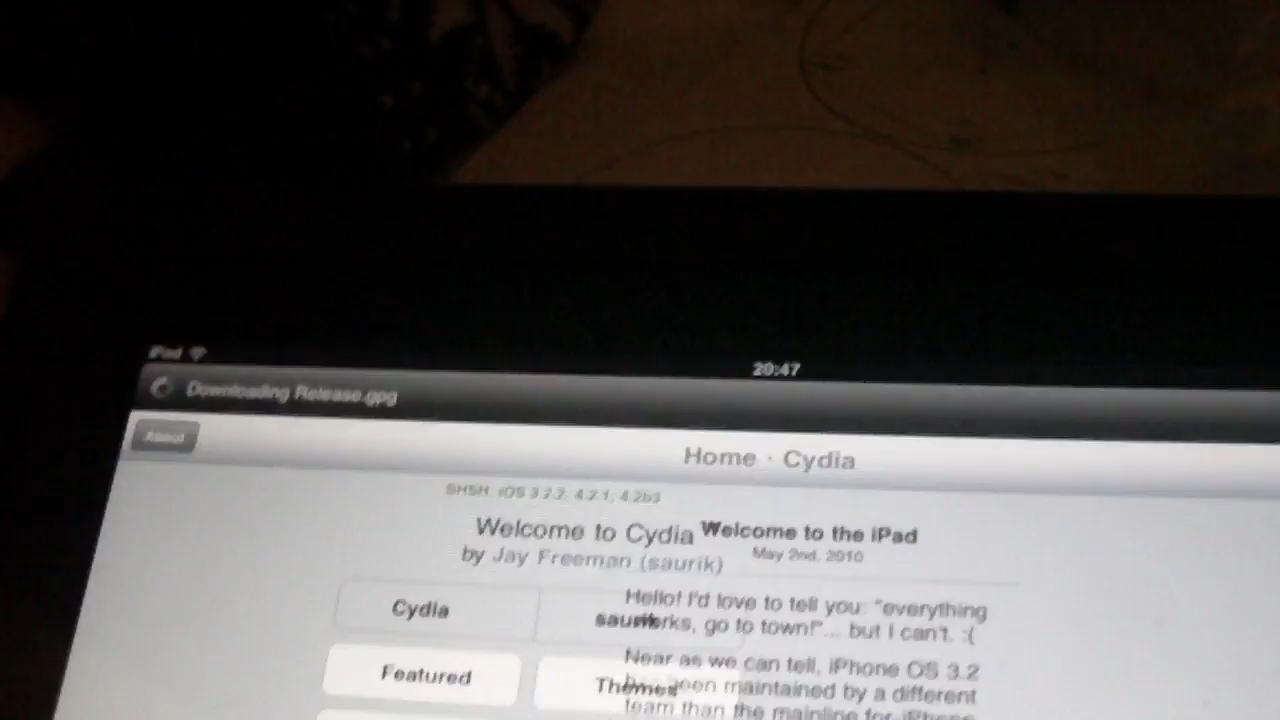 iPad
20:47
Downloading Release.gpg
About
Home · Cydia
SHSH: iOS 3.2.2, 4.2.1, 4.2b3
Welcome to Cydia
by Jay Freeman (saurik)
Welcome to the iPad
May 2nd, 2010
Cydia
saurik
Featured
Themes
Hello! I'd love to tell you: "everything
works, go to town!"... but I can't. :(
Near as we can tell, iPhone OS 3.2
been maintained by a different
team than the mainline for iPhone